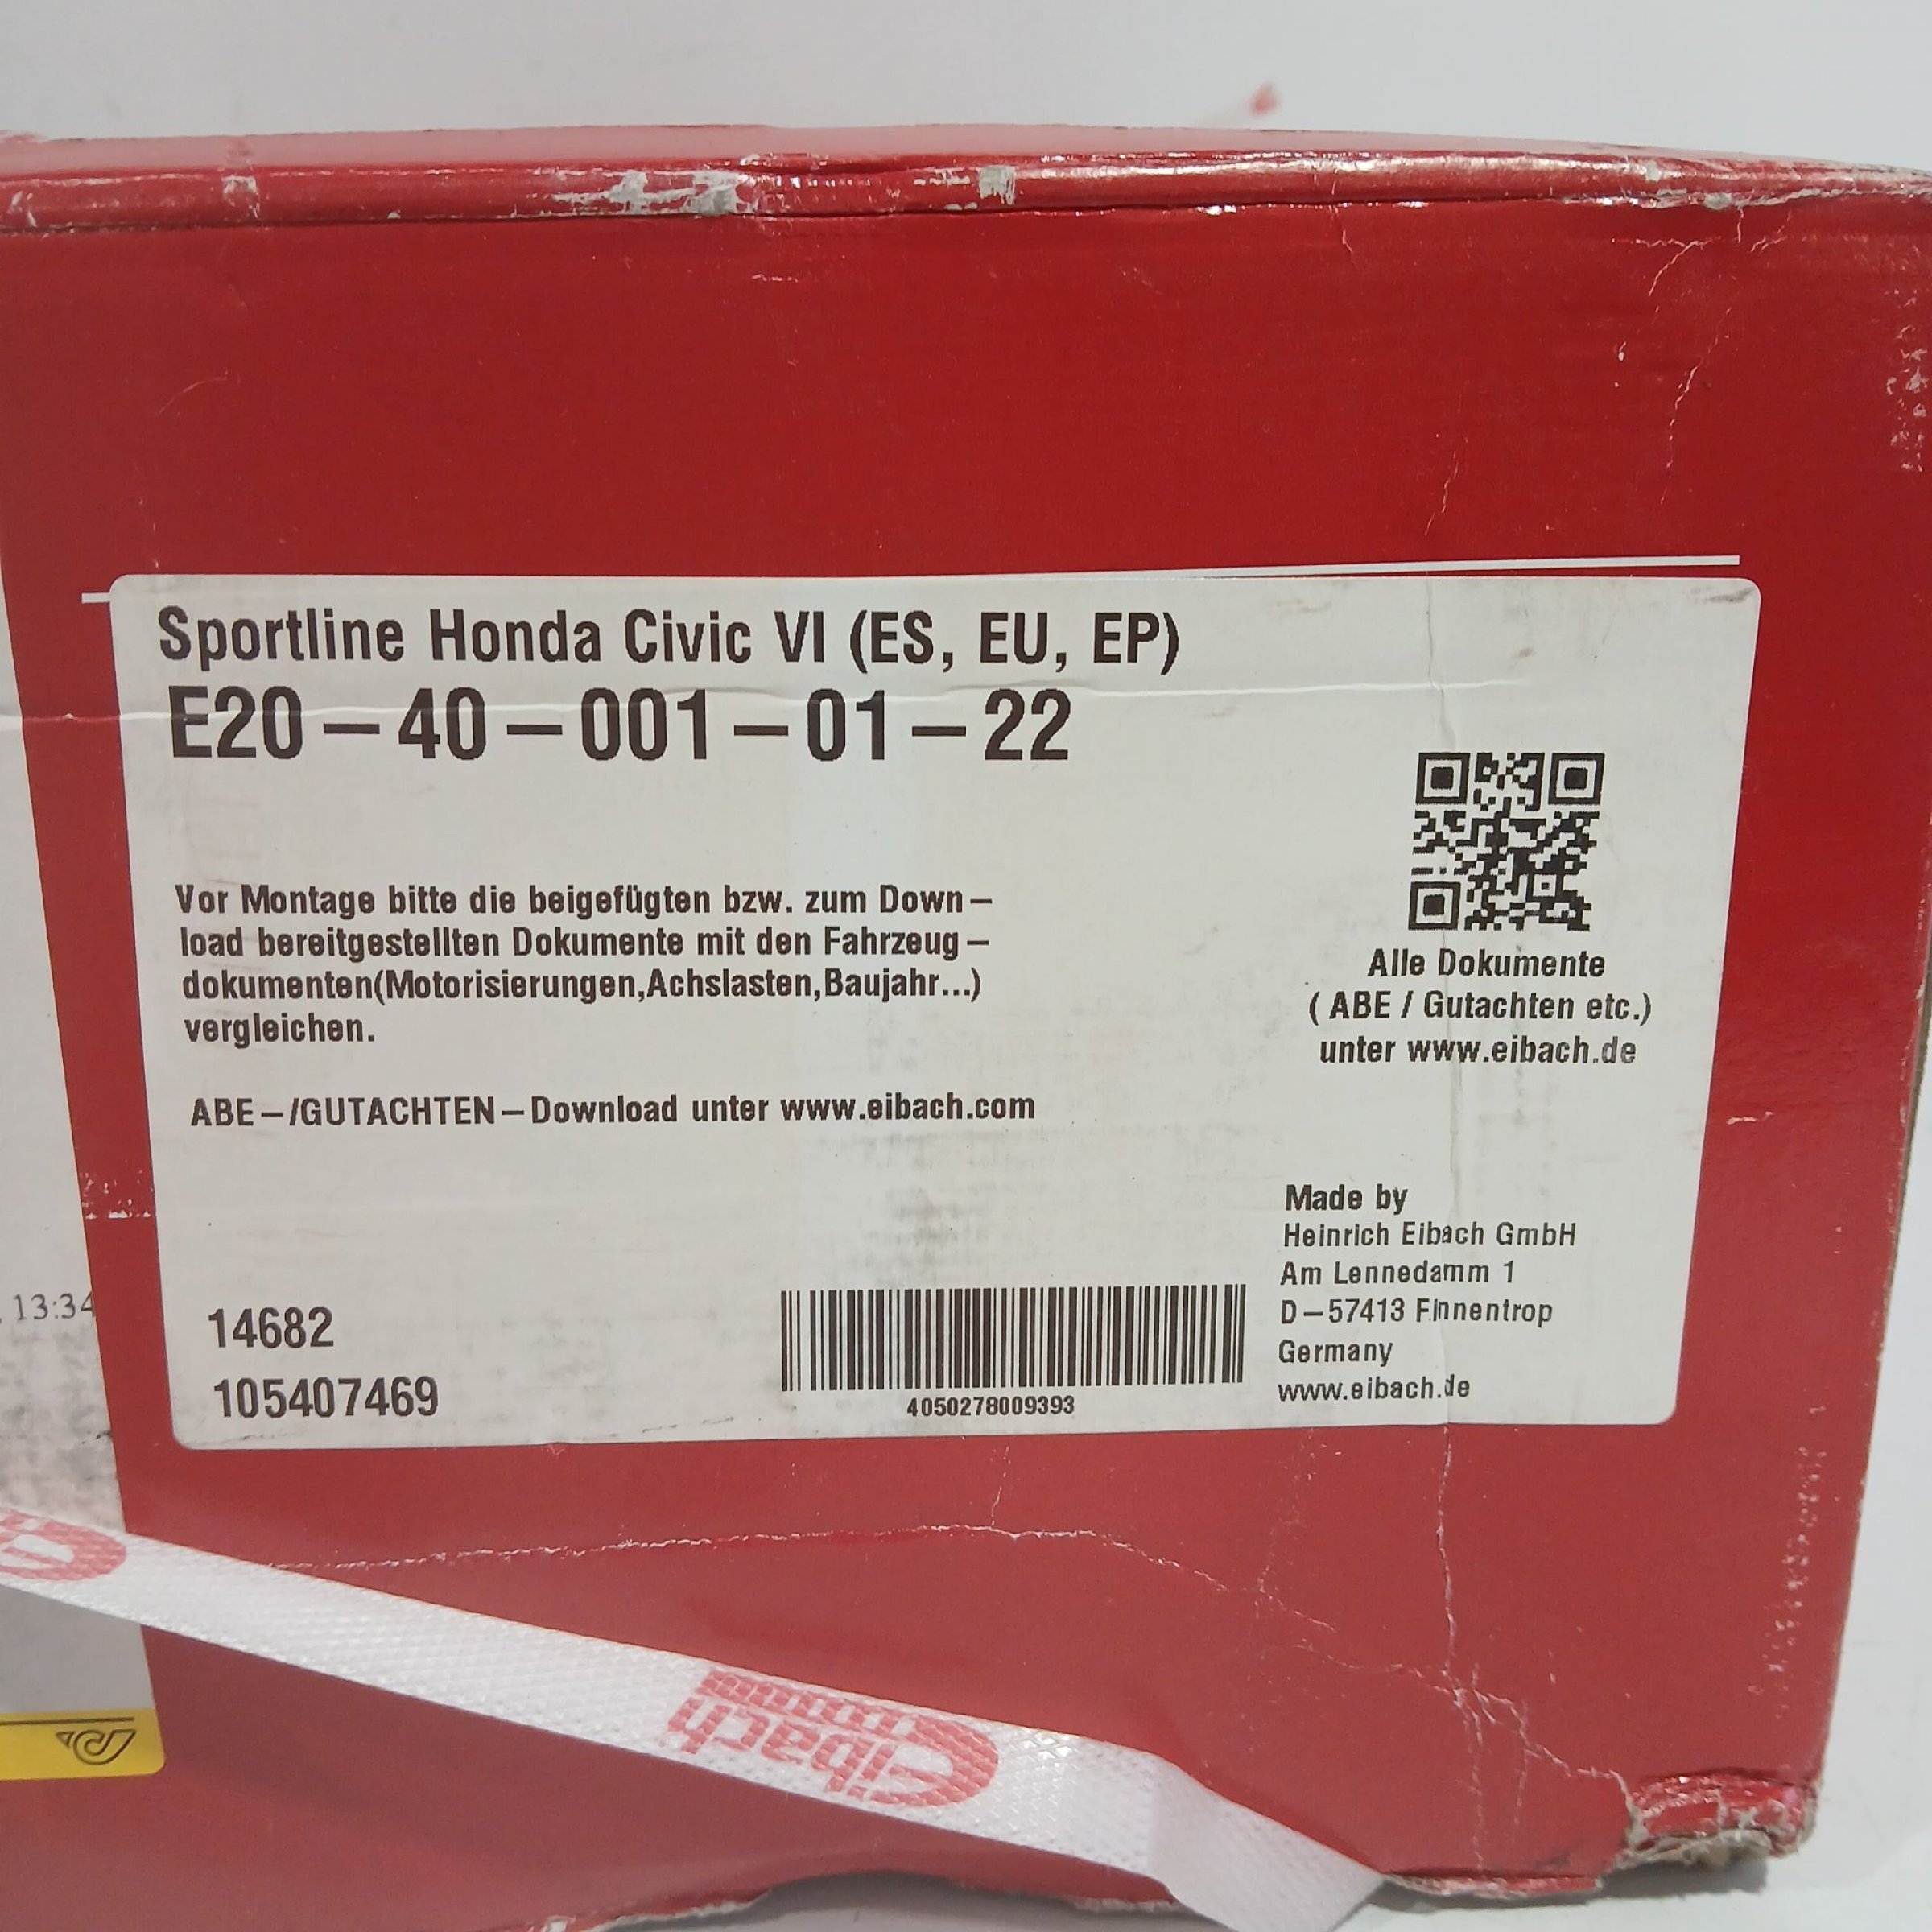 Sportline Honda Civic VI (ES, EU, EP)
E20-40-001-01-22
Vor Montage bitte die beigefügten bzw. zum Down-
load bereitgestellten Dokumente mit den Fahrzeug-
dokumenten(Motorisierungen,Achslasten,Baujahr...)
vergleichen.
ABE-/GUTACHTEN-Download unter www.eibach.com
Alle Dokumente
( ABE / Gutachten etc.)
unter www.eibach.de
Made by
Heinrich Eibach GmbH
Am Lennedamm 1
D-57413 Finnentrop
Germany
www.eibach.de
13:34
14682
105407469
4050278009393
Eibach